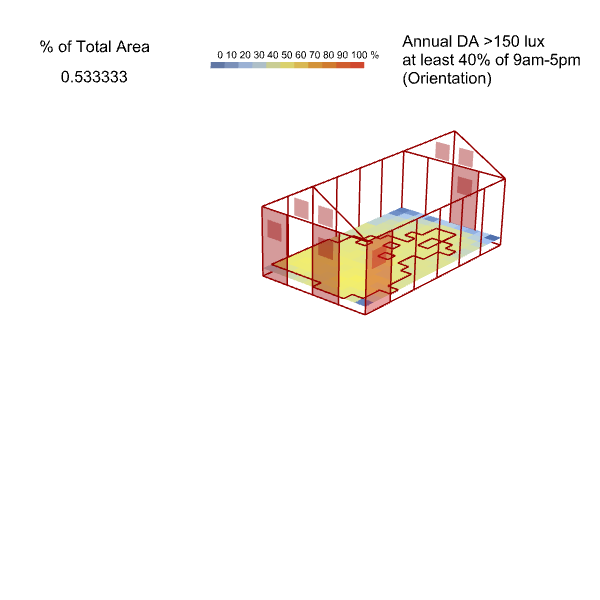 % of Total Area
0.533333
0 10 20 30 40 50 60 70 80 90 100 %
Annual DA >150 lux
at least 40% of 9am-5pm
(Orientation)